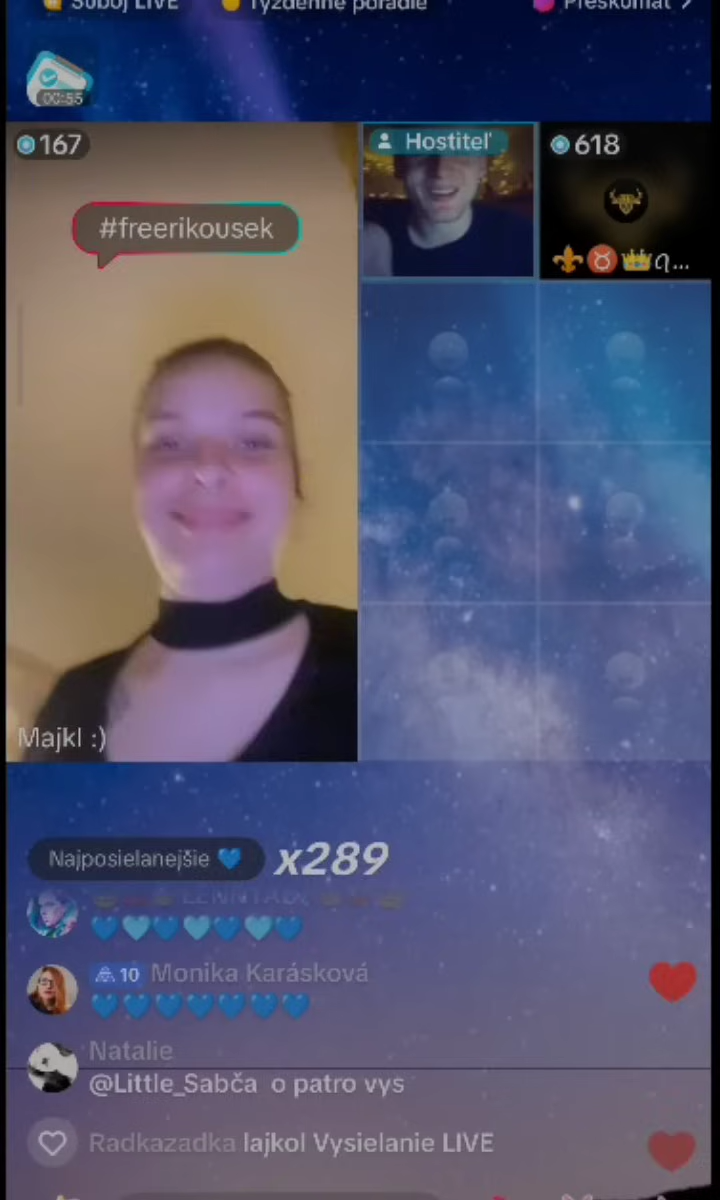 Súboj LIVE
Týždenné poradie
Preskúmať >
00:55
167
#freerikousek
Hostiteľ
618
Majkl :)
Najposielanejšie 💙 x289
💙🩵💙🩵💙🩵💙
10 Monika Karásková
💙💙💙💙💙💙💙
Natalie
@Little_Sabča o patro vys
Radkazadka lajkol Vysielanie LIVE